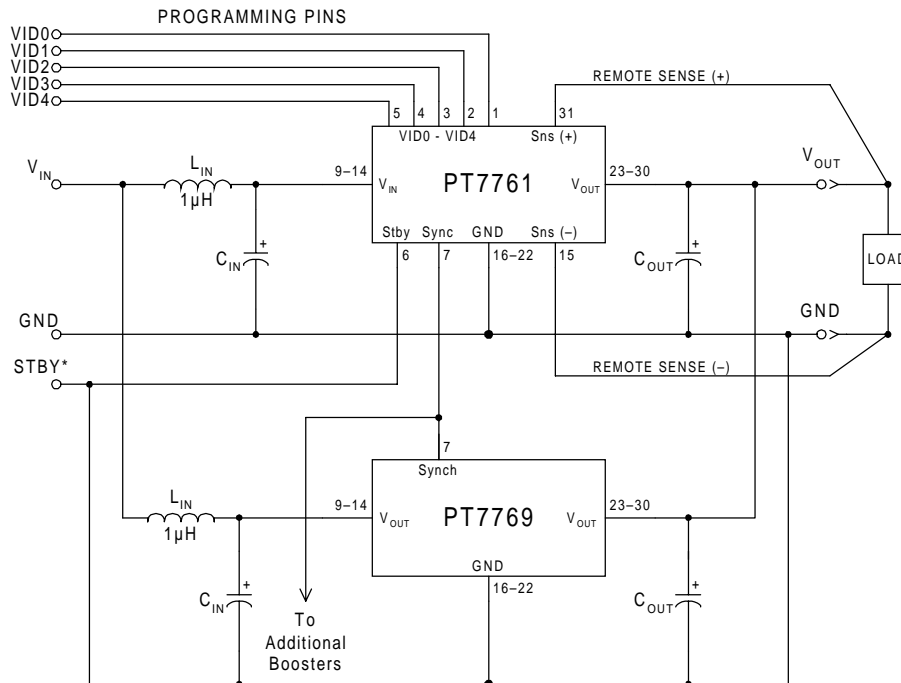 PROGRAMMING PINS
VID0
VID1
VID2
VID3
VID4
5 4 3 2 1
31
REMOTE SENSE (+)
VID0 - VID4
Sns (+)
V_IN
L_IN
1µH
9–14
V_IN
PT7761
V_OUT
23–30
V_OUT
Stby Sync GND Sns (–)
6 7 16–22 15
C_IN
+
C_OUT
+
LOAD
GND
GND
STBY*
REMOTE SENSE (–)
7
Synch
L_IN
1µH
9–14
V_OUT
PT7769
V_OUT
23–30
GND
16–22
C_IN
+
C_OUT
+
To
Additional
Boosters